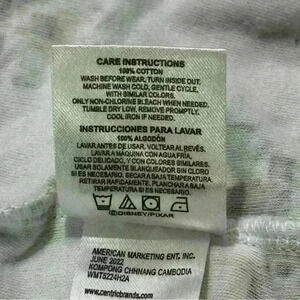 CARE INSTRUCTIONS
100% COTTON
WASH BEFORE WEAR, TURN INSIDE OUT.
MACHINE WASH COLD, GENTLE CYCLE,
WITH SIMILAR COLORS.
ONLY NON-CHLORINE BLEACH WHEN NEEDED.
TUMBLE DRY LOW, REMOVE PROMPTLY.
COOL IRON IF NEEDED.
INSTRUCCIONES PARA LAVAR
100% ALGODÓN
LAVAR ANTES DE USAR. VOLTEAR AL REVÉS.
LAVAR A MÁQUINA CON AGUA FRIA,
CICLO DELICADO, Y CON COLORES SIMILARES.
USAR SOLAMENTE BLANQUEADOR SIN CLORO
SI ES NECESARIO. SECAR A BAJA TEMPERATURA
RETIRAR RAPIDAMENTE. PLANCHAR A BAJA
TEMPERATURA SI ES NECESARIO.
©DISNEY/PIXAR
AMERICAN MARKETING ENT. INC.
JUNE 2022
KOMPONG CHHNANG CAMBODIA
WMTS224H2A
www.centricbrands.com